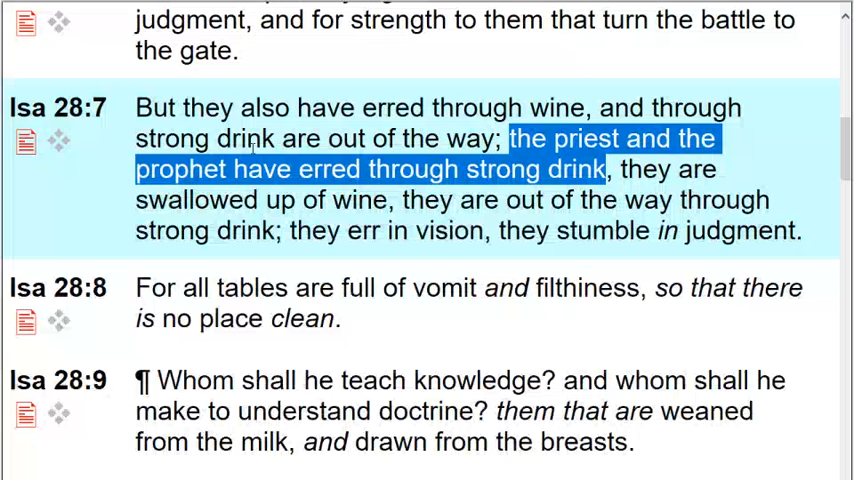 judgment, and for strength to them that turn the battle to
the gate.
Isa 28:7 But they also have erred through wine, and through
strong drink are out of the way; the priest and the
prophet have erred through strong drink, they are
swallowed up of wine, they are out of the way through
strong drink; they err in vision, they stumble in judgment.
Isa 28:8 For all tables are full of vomit and filthiness, so that there
is no place clean.
Isa 28:9 ¶ Whom shall he teach knowledge? and whom shall he
make to understand doctrine? them that are weaned
from the milk, and drawn from the breasts.